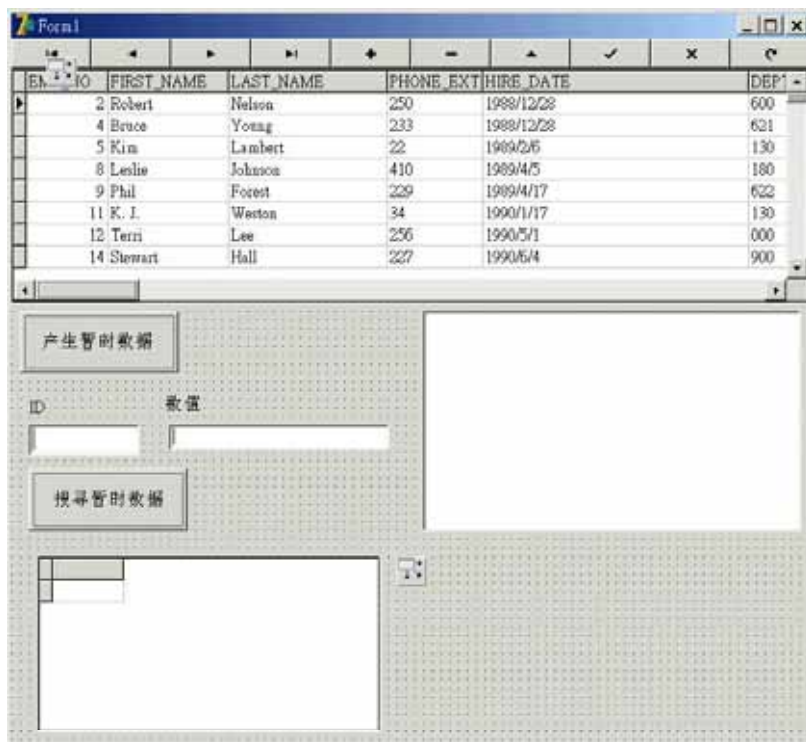 Form1
FIRST_NAME LAST_NAME PHONE_EXT HIRE_DATE
2 Robert Nelson 250 1988/12/28 600
4 Bruce Young 233 1988/12/28 621
5 Kim Lambert 22 1989/2/6 130
8 Leslie Johnson 410 1989/4/5 180
9 Phil Forest 229 1989/4/17 622
11 K. J. Weston 34 1990/1/17 130
12 Terri Lee 256 1990/5/1 000
14 Stewart Hall 227 1990/6/4 900
产生暂时数据
ID 数值
搜寻暂时数据